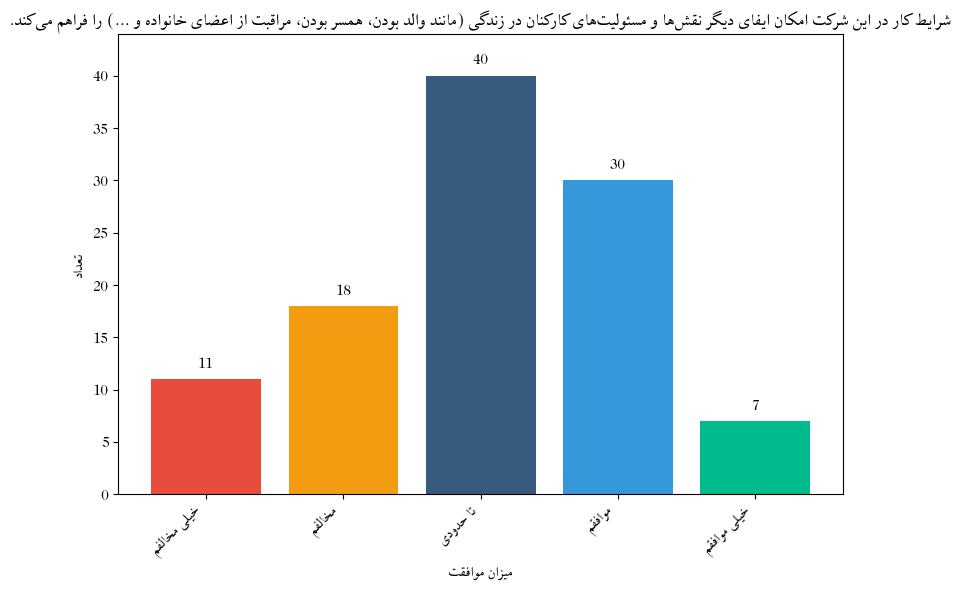 شرایط کار در این شرکت امکان ایفای دیگر نقش‌ها و مسئولیت‌های کارکنان در زندگی (مانند والد بودن، همسر بودن، مراقبت از اعضای خانواده و ...) را فراهم می‌کند.
40
35
30
25
20
15
10
5
0
تعداد
11
18
40
30
7
خیلی مخالفم
مخالفم
تا حدودی
موافقم
خیلی موافقم
میزان موافقت